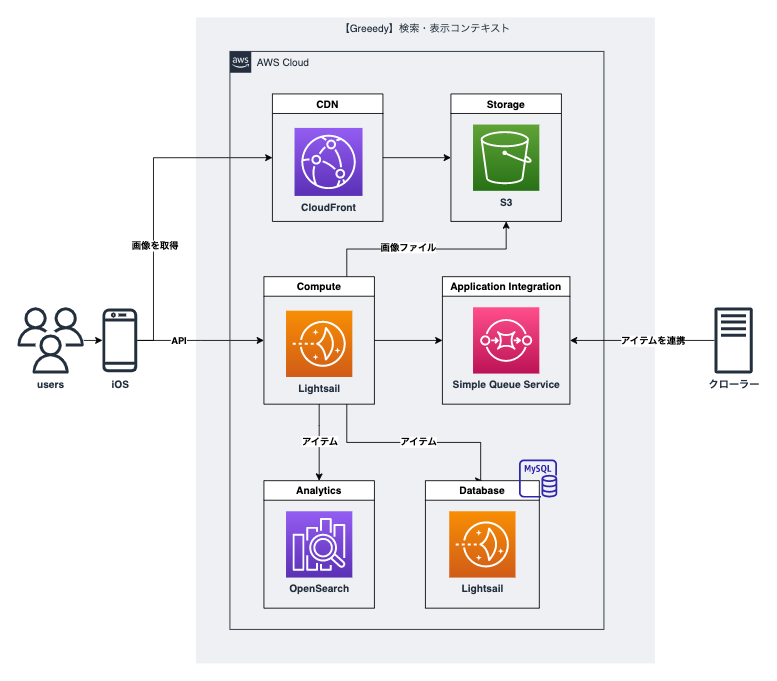 【Greeedy】検索・表示コンテキスト
aws
AWS Cloud
CDN
CloudFront
Storage
S3
画像を取得
画像ファイル
Compute
Lightsail
Application Integration
Simple Queue Service
users
iOS
API
アイテムを連携
クローラー
アイテム
アイテム
Analytics
OpenSearch
Database
MySQL
Lightsail